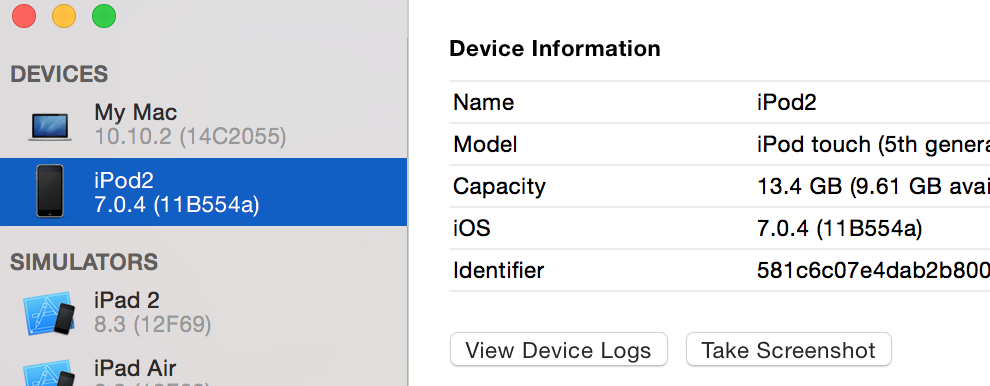 DEVICES
My Mac
10.10.2 (14C2055)
iPod2
7.0.4 (11B554a)
SIMULATORS
iPad 2
8.3 (12F69)
iPad Air
Device Information
Name iPod2
Model iPod touch (5th genera
Capacity 13.4 GB (9.61 GB avai
iOS 7.0.4 (11B554a)
Identifier 581c6c07e4dab2b800
View Device Logs Take Screenshot